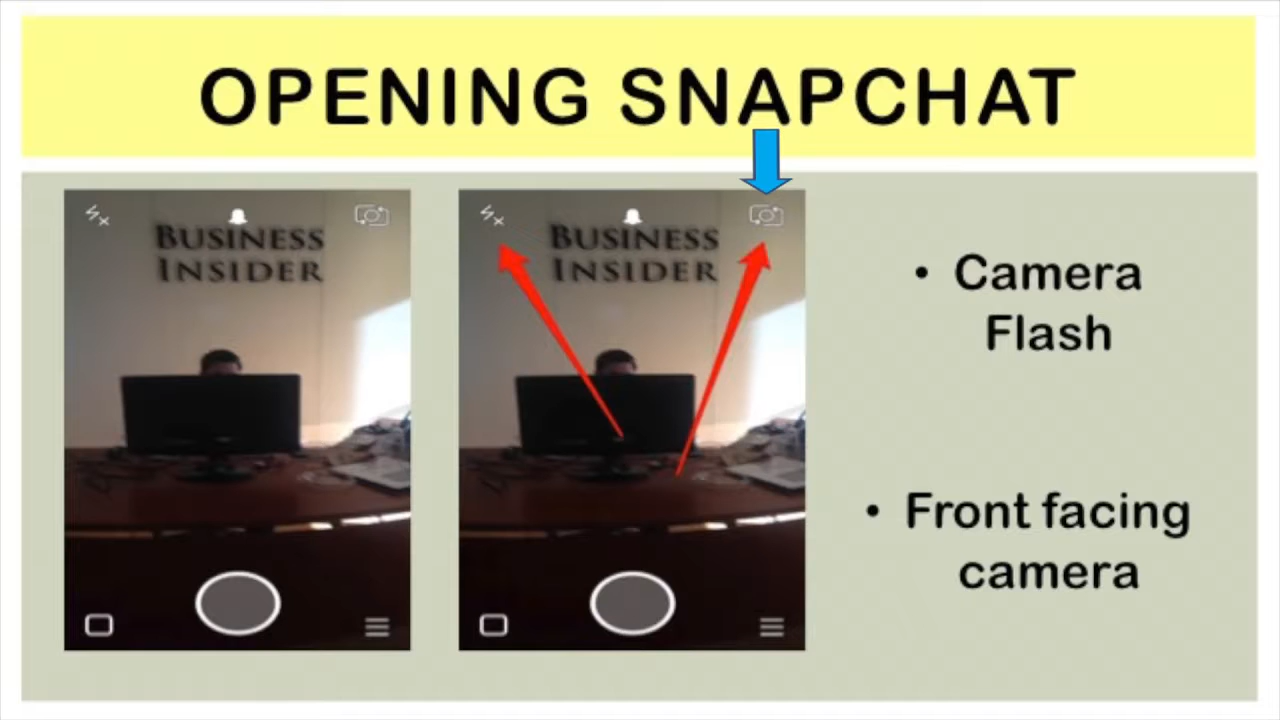 OPENING SNAPCHAT
BUSINESS
INSIDER
BUSINESS
INSIDER
• Camera
Flash
• Front facing
camera